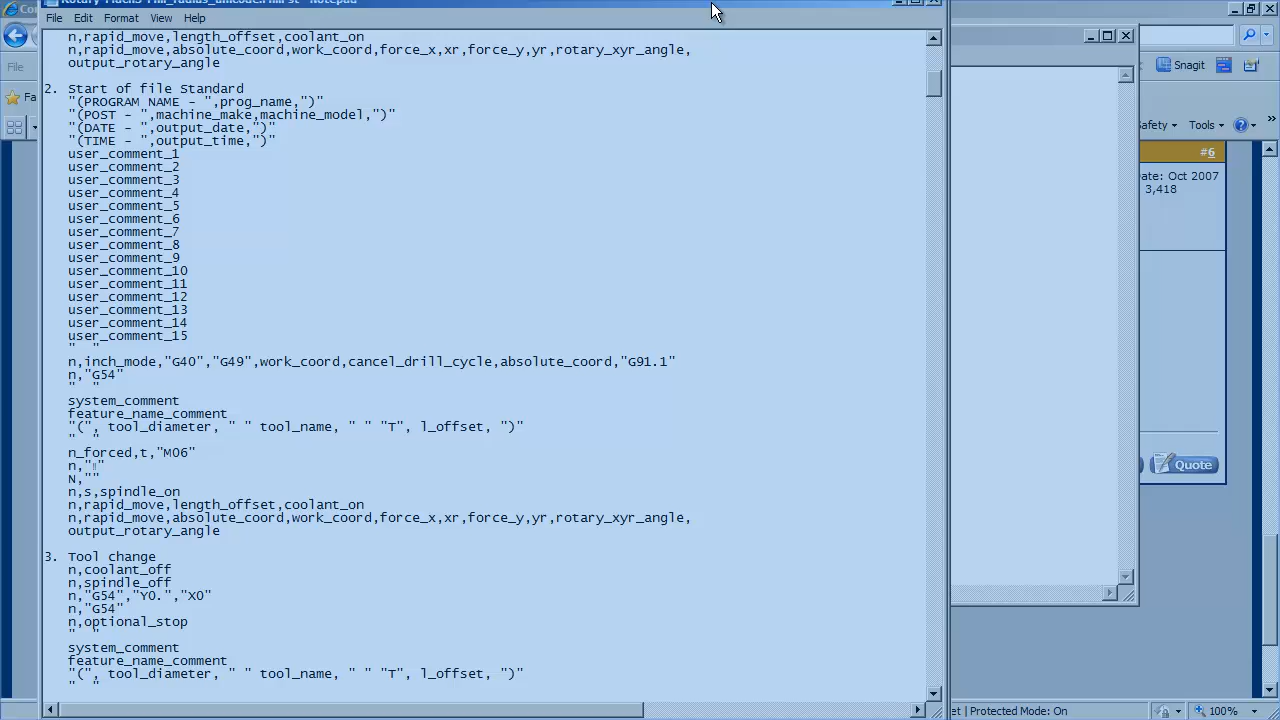 File Edit Format View Help
n,rapid_move,length_offset,coolant_on
n,rapid_move,absolute_coord,work_coord,force_x,xr,force_y,yr,rotary_xyr_angle,
output_rotary_angle
2. Start of file Standard
"(PROGRAM NAME - ",prog_name,")"
"(POST - ",machine_make,machine_model,")"
"(DATE - ",output_date,")"
"(TIME - ",output_time,")"
user_comment_1
user_comment_2
user_comment_3
user_comment_4
user_comment_5
user_comment_6
user_comment_7
user_comment_8
user_comment_9
user_comment_10
user_comment_11
user_comment_12
user_comment_13
user_comment_14
user_comment_15
" "
n,inch_mode,"G40","G49",work_coord,cancel_drill_cycle,absolute_coord,"G91.1"
n,"G54"
" "
system_comment
feature_name_comment
"(", tool_diameter, " " tool_name, " " "T", l_offset, ")"
" "
n_forced,t,"M06"
n,"
N,""
n,s,spindle_on
n,rapid_move,length_offset,coolant_on
n,rapid_move,absolute_coord,work_coord,force_x,xr,force_y,yr,rotary_xyr_angle,
output_rotary_angle
3. Tool change
n,coolant_off
n,spindle_off
n,"G54","Y0.","X0"
n,"G54"
n,optional_stop
" "
system_comment
feature_name_comment
"(", tool_diameter, " " tool_name, " " "T", l_offset, ")"
" "
File
Fa
Snagit
Tools
#6
Oct 2007
3,418
Quote
| Protected Mode: On
100%